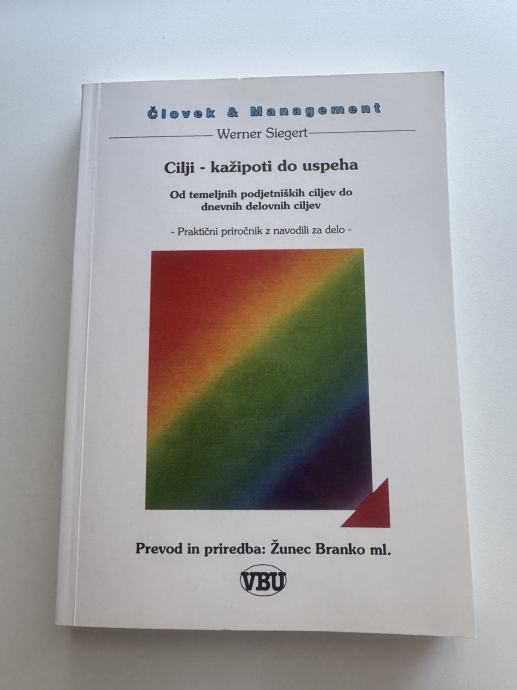 Človek & Management
Werner Siegert
Cilji - kažipoti do uspeha
Od temeljnih podjetniških ciljev do
dnevnih delovnih ciljev
- Praktični priročnik z navodili za delo -
Prevod in priredba: Žunec Branko ml.
VBU